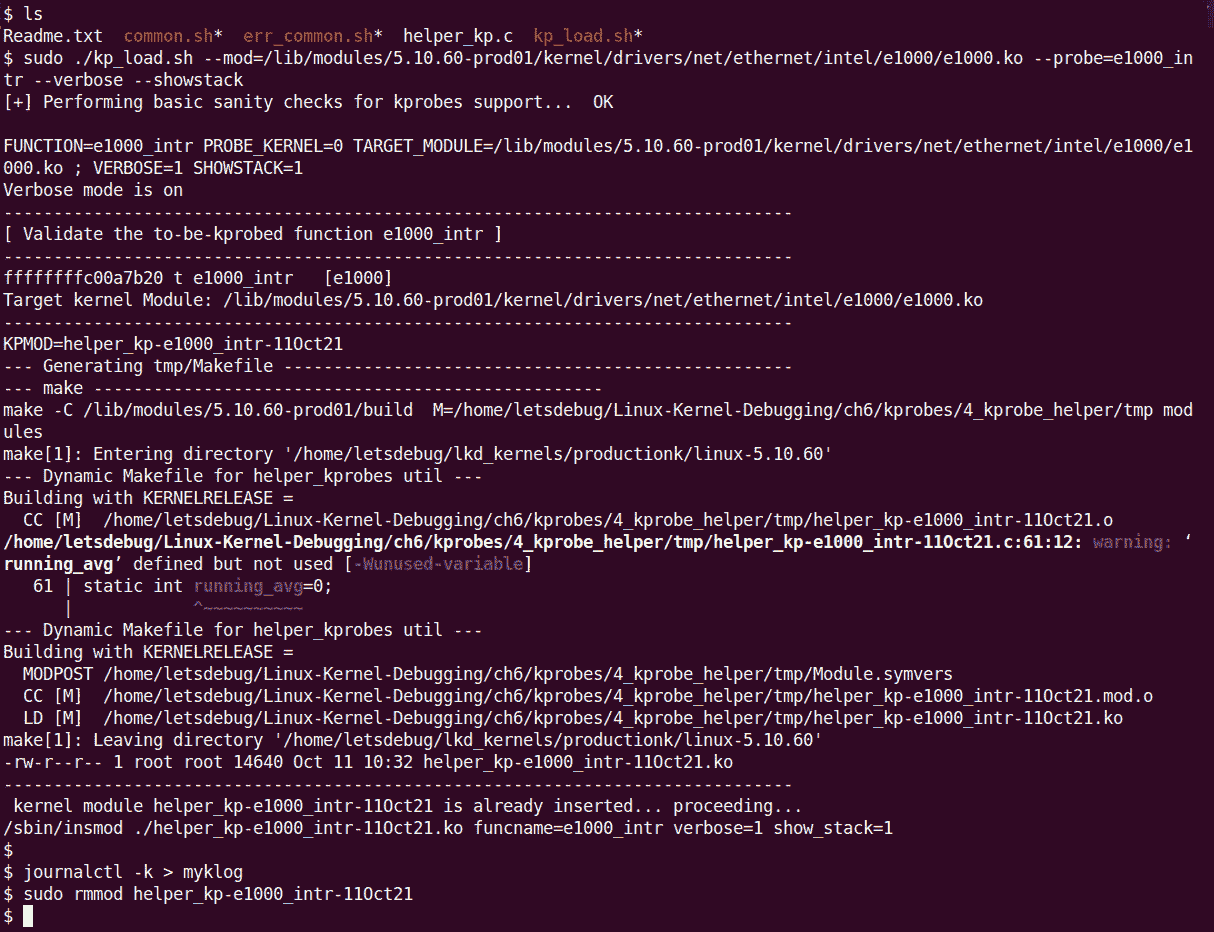 $ ls
Readme.txt  common.sh*  err_common.sh*  helper_kp.c  kp_load.sh*
$ sudo ./kp_load.sh --mod=/lib/modules/5.10.60-prod01/kernel/drivers/net/ethernet/intel/e1000/e1000.ko --probe=e1000_in
tr --verbose --showstack
[+] Performing basic sanity checks for kprobes support...  OK

FUNCTION=e1000_intr PROBE_KERNEL=0 TARGET_MODULE=/lib/modules/5.10.60-prod01/kernel/drivers/net/ethernet/intel/e1000/e1
000.ko ; VERBOSE=1 SHOWSTACK=1
Verbose mode is on
-------------------------------------------------------------------------------
[ Validate the to-be-kprobed function e1000_intr ]
-------------------------------------------------------------------------------
ffffffffc00a7b20 t e1000_intr   [e1000]
Target kernel Module: /lib/modules/5.10.60-prod01/kernel/drivers/net/ethernet/intel/e1000/e1000.ko
-------------------------------------------------------------------------------
KPMOD=helper_kp-e1000_intr-11Oct21
--- Generating tmp/Makefile ---------------------------------------------------
--- make ---------------------------------------------------
make -C /lib/modules/5.10.60-prod01/build  M=/home/letsdebug/Linux-Kernel-Debugging/ch6/kprobes/4_kprobe_helper/tmp mod
ules
make[1]: Entering directory '/home/letsdebug/lkd_kernels/productionk/linux-5.10.60'
--- Dynamic Makefile for helper_kprobes util ---
Building with KERNELRELEASE =
  CC [M]  /home/letsdebug/Linux-Kernel-Debugging/ch6/kprobes/4_kprobe_helper/tmp/helper_kp-e1000_intr-11Oct21.o
/home/letsdebug/Linux-Kernel-Debugging/ch6/kprobes/4_kprobe_helper/tmp/helper_kp-e1000_intr-11Oct21.c:61:12: warning: ‘
running_avg’ defined but not used [-Wunused-variable]
   61 | static int running_avg=0;
      |            ^~~~~~~~~~~
--- Dynamic Makefile for helper_kprobes util ---
Building with KERNELRELEASE =
  MODPOST /home/letsdebug/Linux-Kernel-Debugging/ch6/kprobes/4_kprobe_helper/tmp/Module.symvers
  CC [M]  /home/letsdebug/Linux-Kernel-Debugging/ch6/kprobes/4_kprobe_helper/tmp/helper_kp-e1000_intr-11Oct21.mod.o
  LD [M]  /home/letsdebug/Linux-Kernel-Debugging/ch6/kprobes/4_kprobe_helper/tmp/helper_kp-e1000_intr-11Oct21.ko
make[1]: Leaving directory '/home/letsdebug/lkd_kernels/productionk/linux-5.10.60'
-rw-r--r-- 1 root root 14640 Oct 11 10:32 helper_kp-e1000_intr-11Oct21.ko
-------------------------------------------------------------------------------
 kernel module helper_kp-e1000_intr-11Oct21 is already inserted... proceeding...
/sbin/insmod ./helper_kp-e1000_intr-11Oct21.ko funcname=e1000_intr verbose=1 show_stack=1
$
$ journalctl -k > myklog
$ sudo rmmod helper_kp-e1000_intr-11Oct21
$